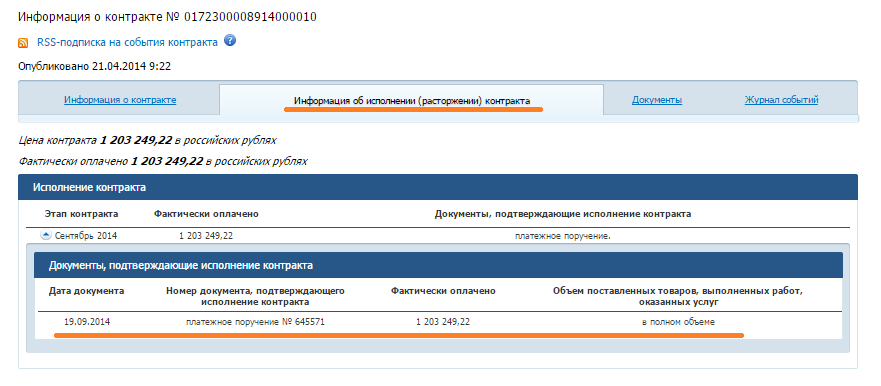 Информация о контракте № 0172300008914000010
RSS-подписка на события контракта ?
Опубликовано 21.04.2014 9:22
Информация о контракте
Информация об исполнении (расторжении) контракта
Документы
Журнал событий
Цена контракта 1 203 249,22 в российских рублях
Фактически оплачено 1 203 249,22 в российских рублях
Исполнение контракта
Этап контракта Фактически оплачено Документы, подтверждающие исполнение контракта
Сентябрь 2014 1 203 249,22 платежное поручение.
Документы, подтверждающие исполнение контракта
Дата документа Номер документа, подтверждающего Фактически оплачено Объем поставленных товаров, выполненных работ,
исполнение контракта оказанных услуг
19.09.2014 платежное поручение № 645571 1 203 249,22 в полном объеме